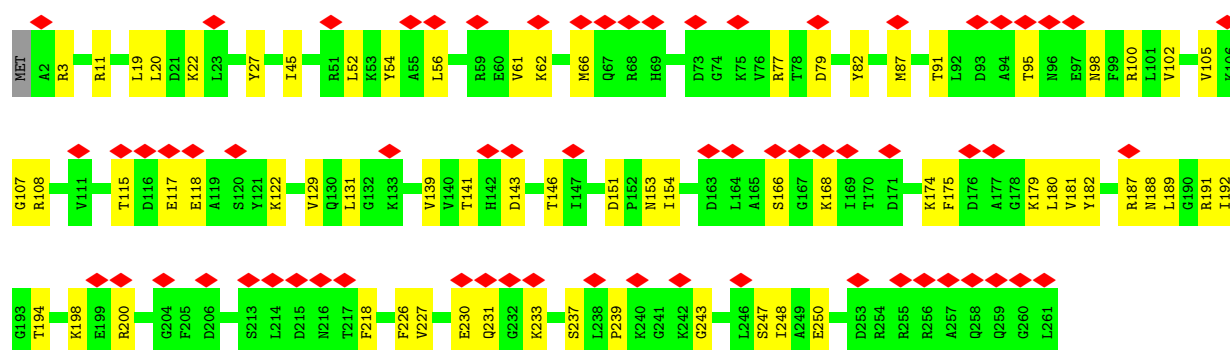 MET A2 R3 R11 L19 L20 D21 K22 L23 Y27 I45 R51 L52 K53 Y54 A55 L56 R59 E60 V61 K62 M66 Q67 R68 H69 D73 G74 K75 V76 R77 T78 D79 Y82 M87 T91 L92 D93 A94 T95 N96 E97 N98 F99 R100 L101 V102 V105 K106
G107 R108 V111 T115 D116 E117 E118 A119 S120 Y121 K122 V129 Q130 L131 G132 K133 V139 V140 T141 H142 D143 T146 I147 D151 P152 N153 I154 D163 L164 A165 S166 G167 K168 I169 T170 D171 K174 F175 D176 A177 G178 K179 L180 V181 Y182 R187 N188 L189 G190 R191 I192
G193 T194 K198 E199 R200 G204 F205 D206 S213 L214 D215 N216 T217 F218 F226 V227 E230 Q231 G232 K233 S237 L238 P239 K240 G241 K242 G243 L246 S247 I248 A249 E250 D253 R254 R255 R256 A257 Q258 Q259 G260 L261